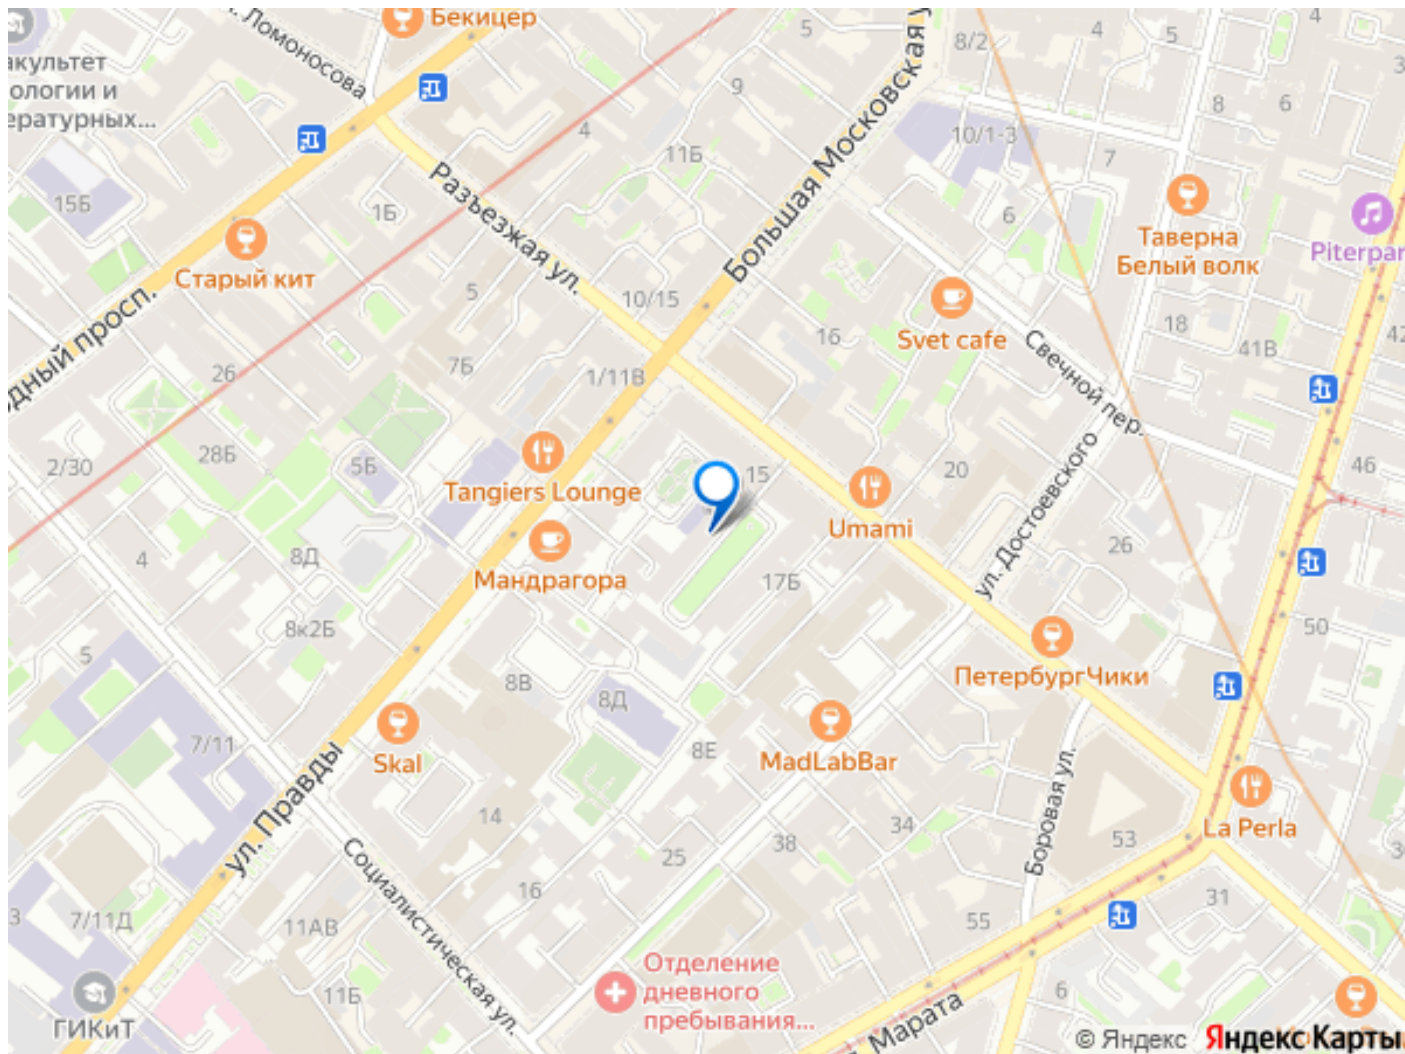 Бекицер
Ломоносова
акультет
ологии и
ературных...
8/2
4
5
4
5
9
8
6
3
4
11Б
10/1-3
7
Большая Московская у
15Б
1Б
Разъезжая ул.
6
Таверна
Белый волк
Piterpar
Старый кит
5
10/15
16
Svet cafe
18
41В
42
Свечной пер.
одный просп.
26
7Б
1/11В
2/30
28Б
5Б
Tangiers Lounge
15
Umami
20
46
ул. Достоевского
4
8Д
Мандрагора
17Б
26
8к2Б
5
50
ПетербургЧики
8В
8Д
8Е
MadLabBar
7/11
Skal
ул. Правды
14
Боровая ул.
La Perla
34
53
38
25
Социалистическая ул.
16
3
7/11Д
11АВ
55
31
Отделение
дневного
пребывания...
11Б
6
ГИКиТ
Марата
© Яндекс
Яндекс Карты